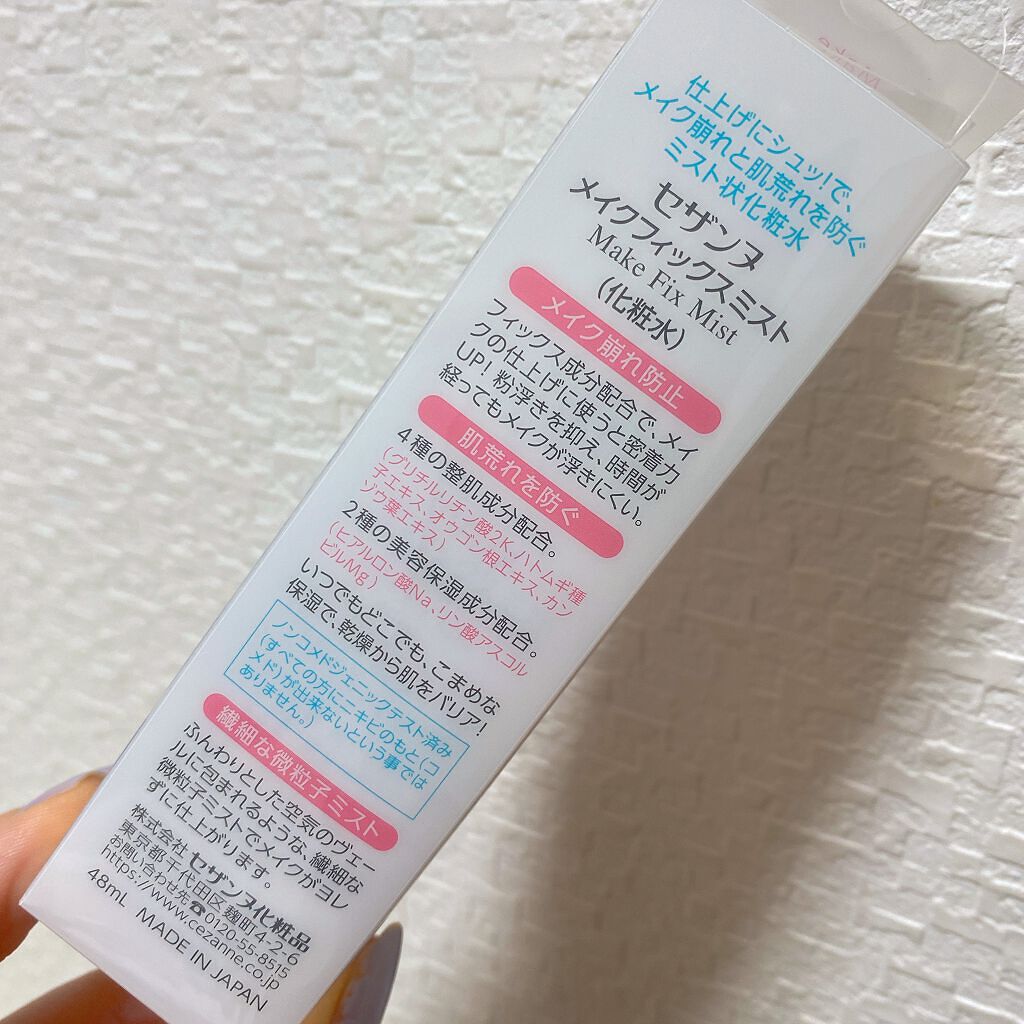 仕上げにシュッ!で、
メイク崩れと肌荒れを防ぐ
ミスト状化粧水
セザンヌ
メイクフィックスミスト
Make Fix Mist
(化粧水)
メイク崩れ防止
フィックス成分配合で、メイ
クの仕上げに使うと密着力
UP!粉浮きを抑え、時間が
経ってもメイクが浮きにくい。
肌荒れを防ぐ
4種の整肌成分配合。
(グリチルリチン酸2K、ハトムギ種
子エキス、オウゴン根エキス、カン
ゾウ葉エキス)
2種の美容保湿成分配合。
(ヒアルロン酸Na、リン酸アスコル
ビルMg)
いつでもどこでも、こまめな
保湿で、乾燥から肌をバリア!
ノンコメドジェニックテスト済み
(すべての方にニキビのもと(コ
メド)が出来ないという事では
ありません。)
繊細な微粒子ミスト
ふんわりとした空気のヴェー
ルに包まれるような、繊細な
微粒子ミストでメイクがヨレ
ずに仕上がります。
株式会社セザンヌ化粧品
東京都千代田区麹町4-2-6
お問い合わせ先☎0120-55-8515
https://www.cezanne.co.jp
48mL MADE IN JAPAN